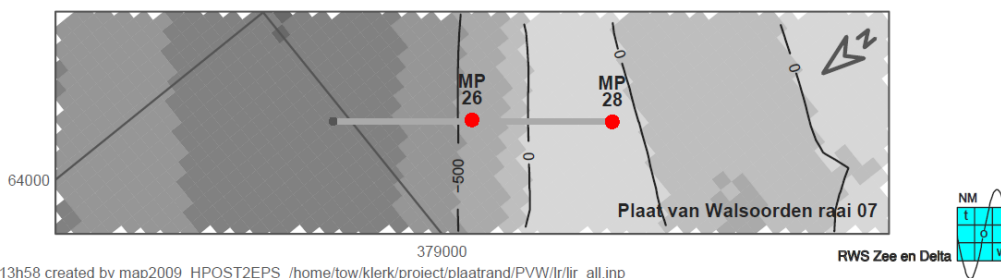 MP
26
MP
28
0
0
0
-500
N
64000
Plaat van Walsoorden raai 07
379000
NM
t
o
RWS Zee en Delta
13h58 created by map2009 HPOST2EPS /home/tow/klerk/project/plaatrand/PVW/lr/lir_all.inp